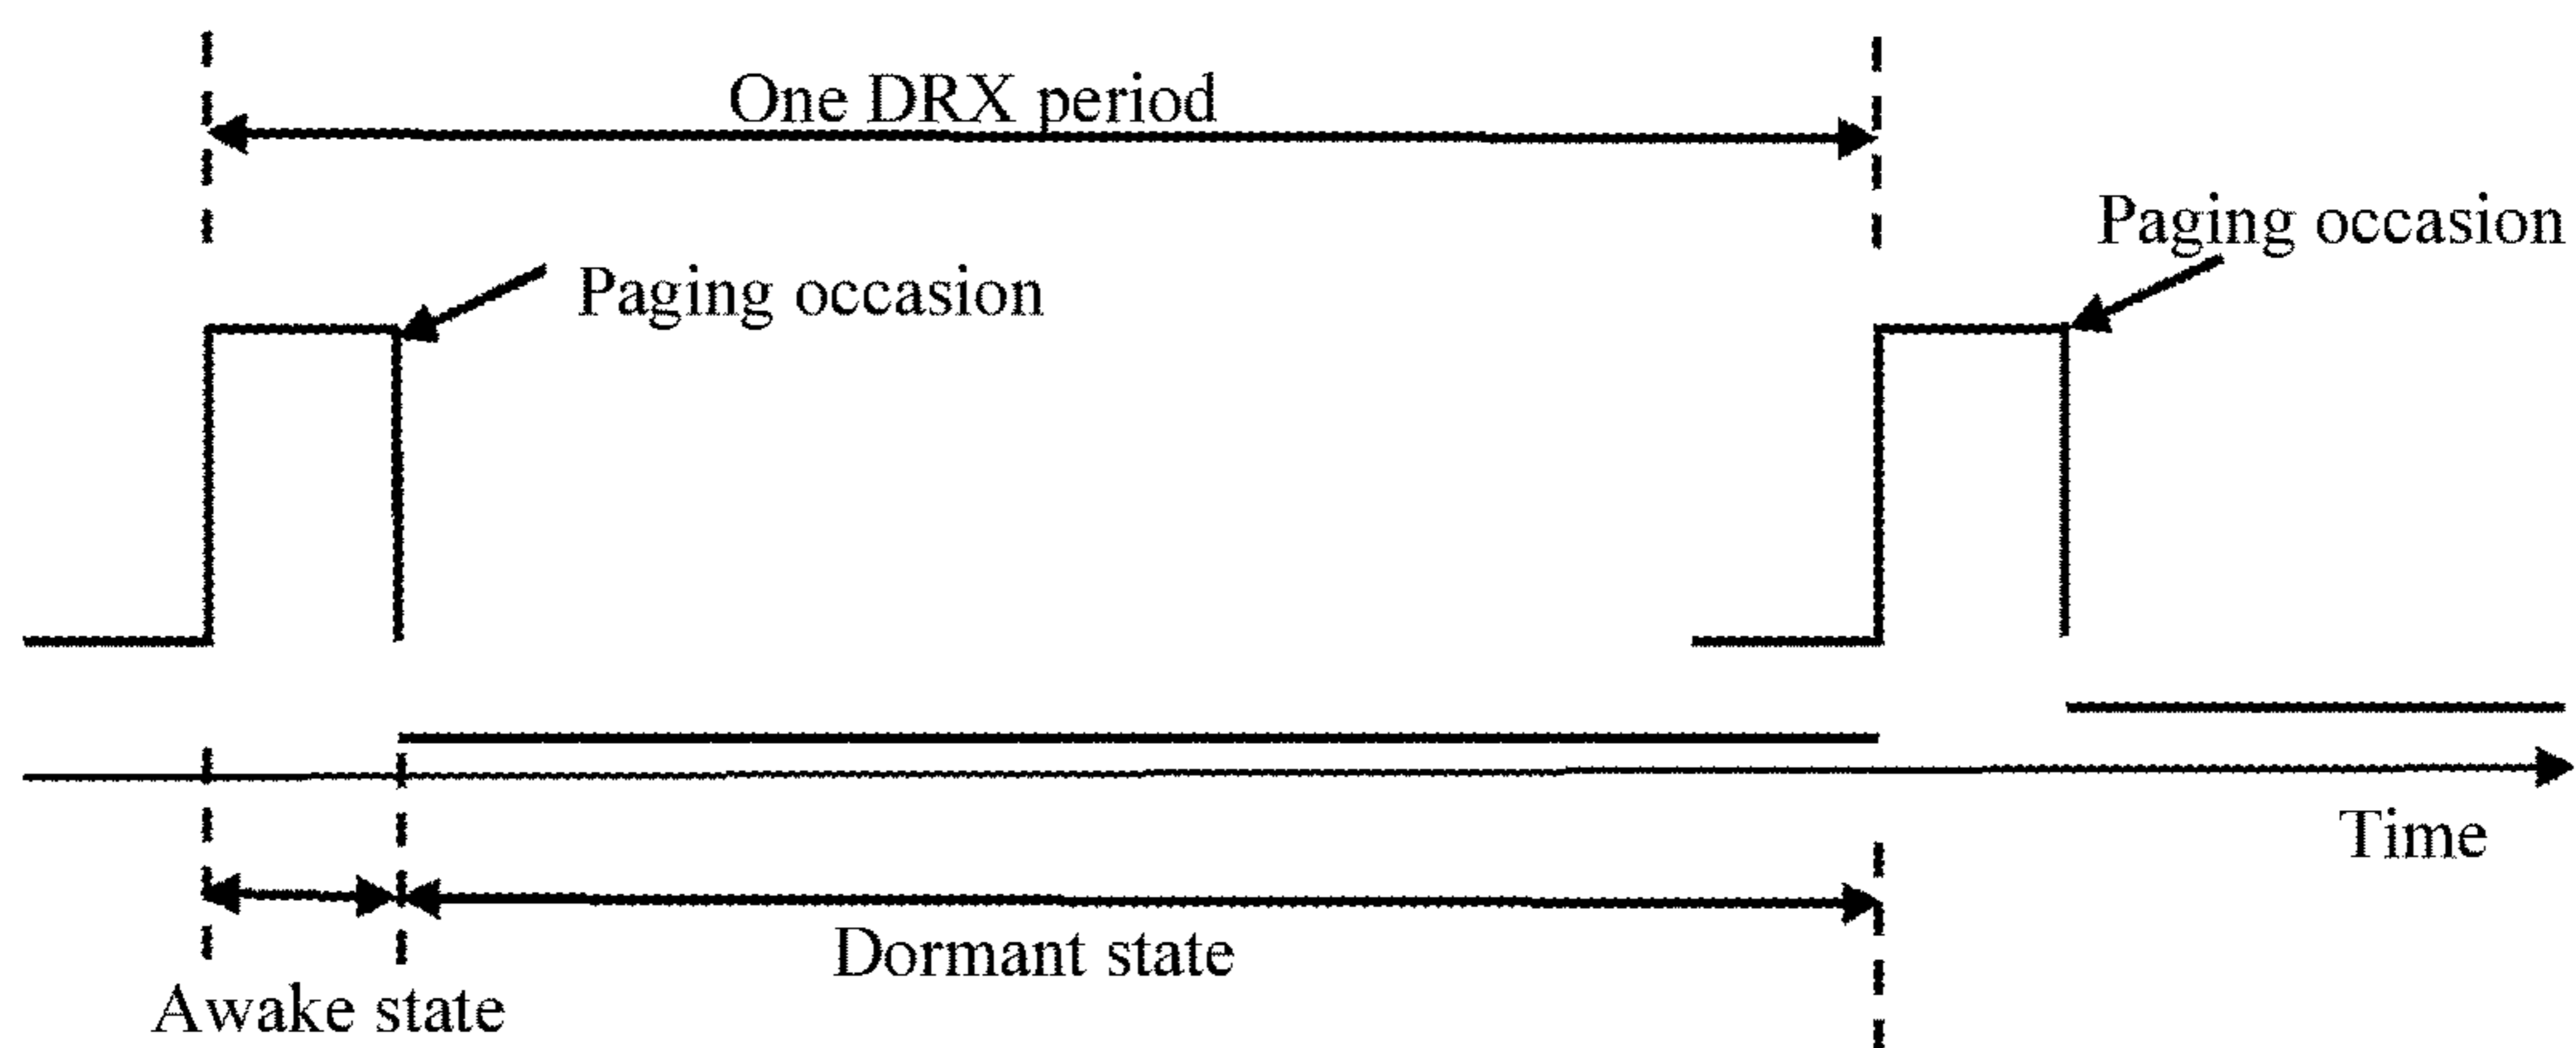 One DRX period
Paging occasion
Paging occasion
Time
Dormant state
Awake state